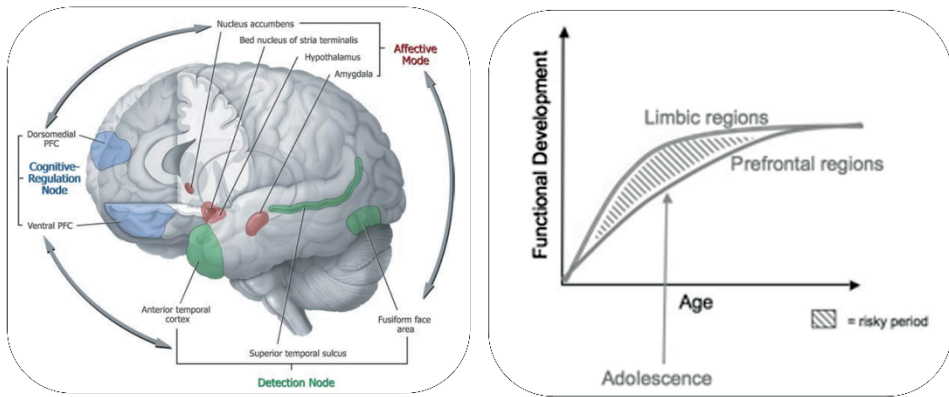 Nucleus accumbens
Bed nucleus of stria terminalis
Hypothalamus
Amygdala
Affective
Mode
Dorsomedial
PFC
Cognitive-
Regulation
Node
Ventral PFC
Anterior temporal
cortex
Fusiform face
area
Superior temporal sulcus
Detection Node
Functional Development
Limbic regions
Prefrontal regions
Age
= risky period
Adolescence